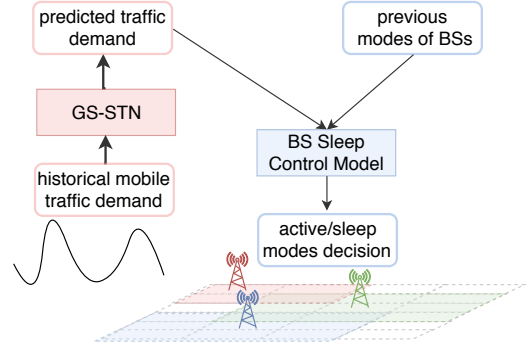 predicted traffic
demand
previous
modes of BSs
GS-STN
BS Sleep
Control Model
historical mobile
traffic demand
active/sleep
modes decision